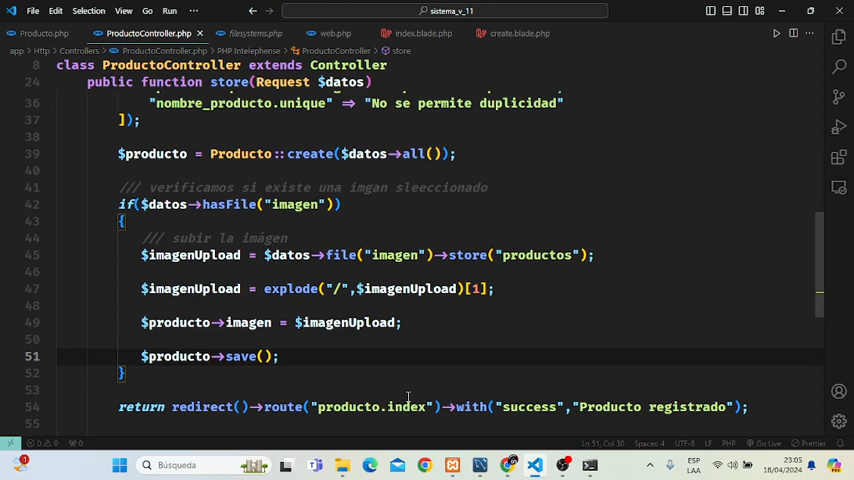 File Edit Selection View Go Run ... sistema_v_11
Producto.php ProductoController.php filesystems.php web.php index.blade.php create.blade.php
app > Http > Controllers > ProductoController.php > PHP Intelephense > ProductoController > store
8 class ProductoController extends Controller
24 public function store(Request $datos)
36 "nombre_producto.unique" => "No se permite duplicidad"
37 ]);
38
39 $producto = Producto::create($datos->all());
40
41 /// verificamos si existe una imgan sleeccionado
42 if($datos->hasFile("imagen"))
43 {
44 /// subir la imágen
45 $imagenUpload = $datos->file("imagen")->store("productos");
46
47 $imagenUpload = explode("/",$imagenUpload)[1];
48
49 $producto->imagen = $imagenUpload;
50
51 $producto->save();
52 }
53
54 return redirect()->route("producto.index")->with("success","Producto registrado");
55
0 0 0 Ln 51, Col 30 Spaces: 4 UTF-8 LF PHP Go Live Prettier
Búsqueda ESP 23:05
LAA 18/04/2024